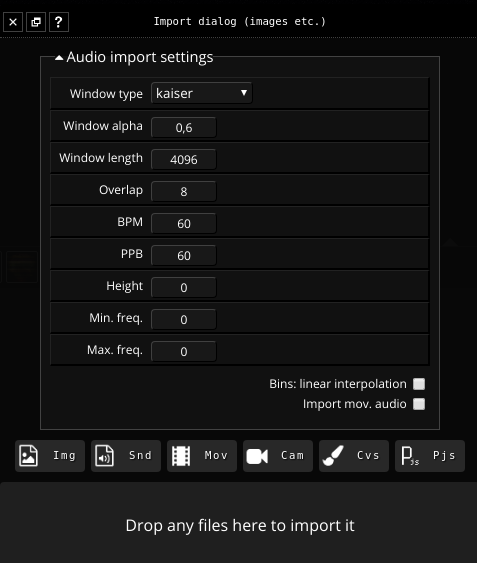 Import dialog (images etc.)
Audio import settings
Window type kaiser
Window alpha 0,6
Window length 4096
Overlap 8
BPM 60
PPB 60
Height 0
Min. freq. 0
Max. freq. 0
Bins: linear interpolation
Import mov. audio
Img Snd Mov Cam Cvs Pjs
Drop any files here to import it